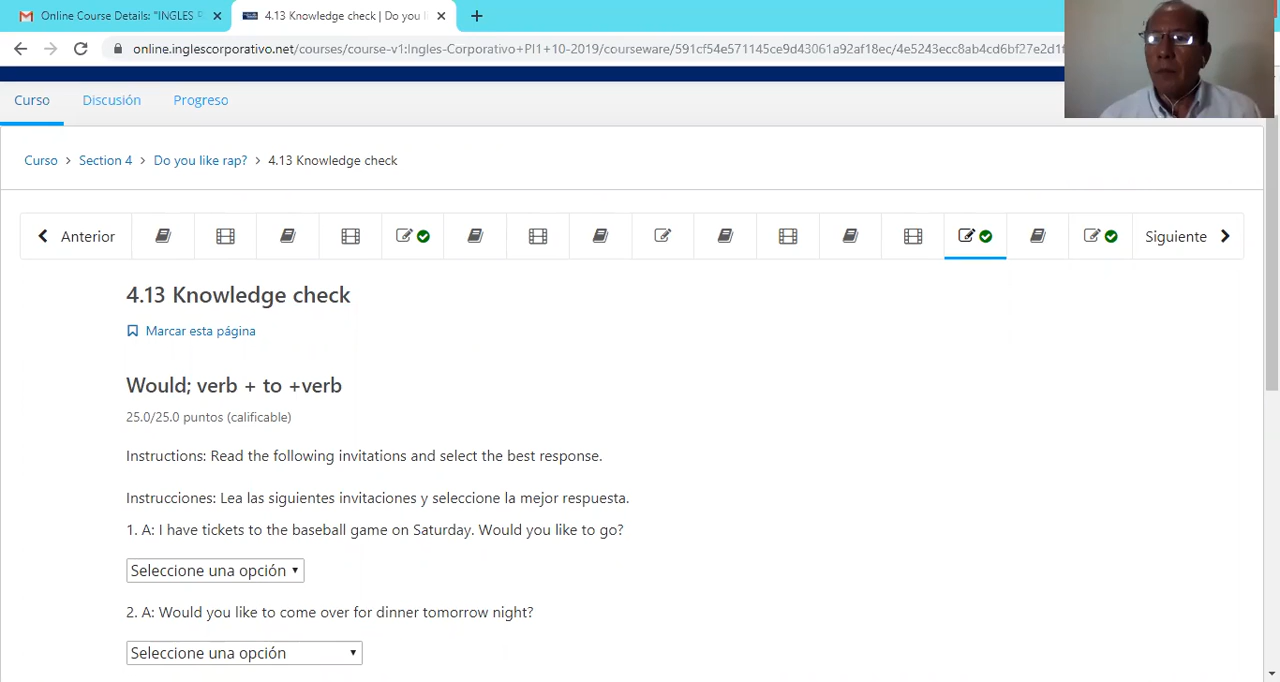 Online Course Details: "INGLES
4.13 Knowledge check | Do you li
online.inglescorporativo.net/courses/course-v1:Ingles-Corporativo+PI1+10-2019/courseware/591cf54e571145ce9d43061a92af18ec/4e5243ecc8ab4cd6bf27e2d1f
Curso Discusión Progreso
Curso > Section 4 > Do you like rap? > 4.13 Knowledge check
Anterior Siguiente
4.13 Knowledge check
Marcar esta página
Would; verb + to +verb
25.0/25.0 puntos (calificable)
Instructions: Read the following invitations and select the best response.
Instrucciones: Lea las siguientes invitaciones y seleccione la mejor respuesta.
1. A: I have tickets to the baseball game on Saturday. Would you like to go?
Seleccione una opción
2. A: Would you like to come over for dinner tomorrow night?
Seleccione una opción